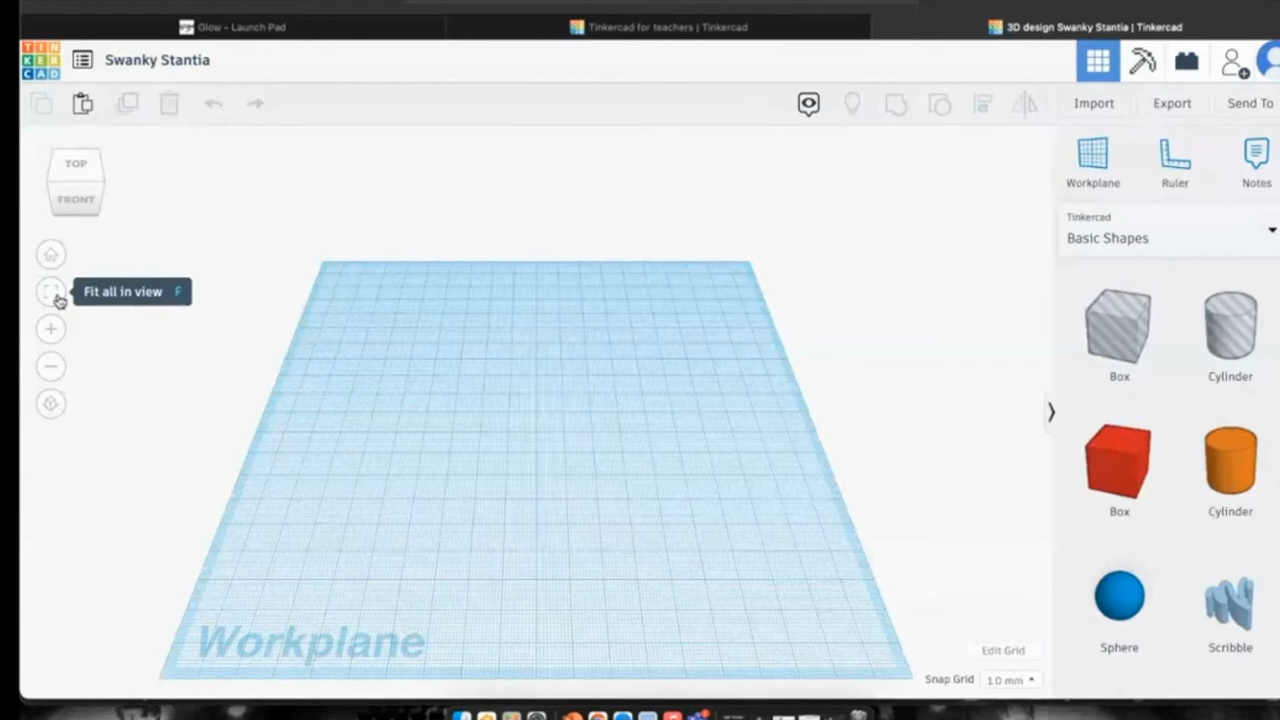 Glow - Launch Pad
Tinkercad for teachers | Tinkercad
3D design Swanky Stantia | Tinkercad
TIN
KER
CAD
Swanky Stantia
Import
Export
Send To
TOP
FRONT
Workplane
Ruler
Notes
Tinkercad
Basic Shapes
Fit all in view F
Box
Cylinder
Box
Cylinder
Sphere
Scribble
Workplane
Edit Grid
Snap Grid
1.0 mm